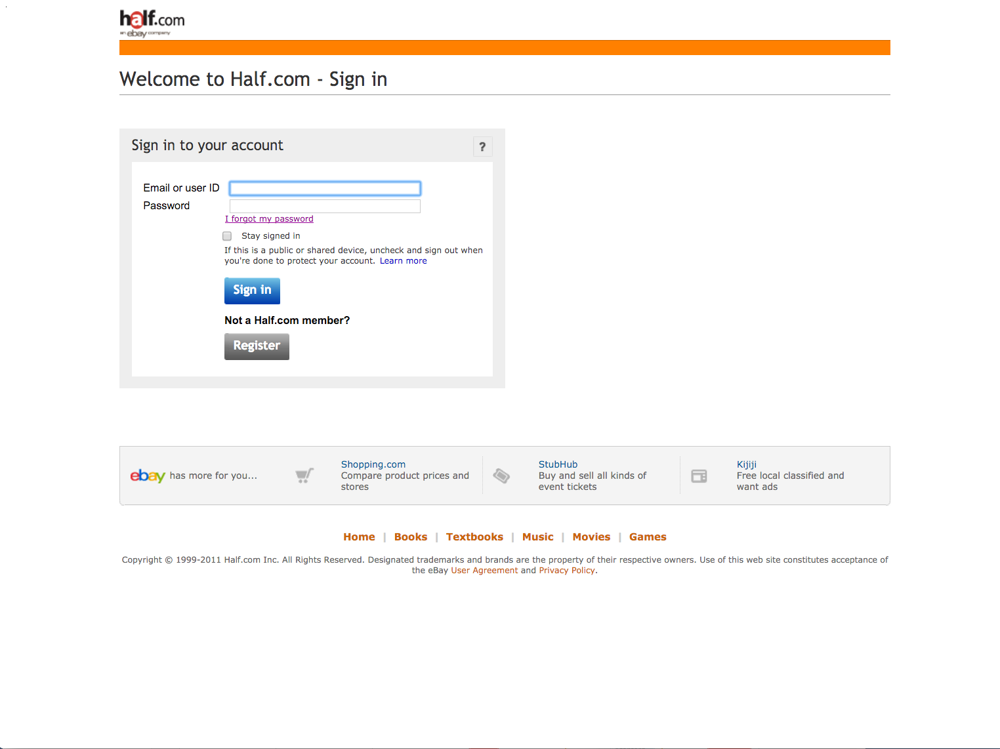 half.com
an ebay company
Welcome to Half.com - Sign in
Sign in to your account
?
Email or user ID
Password
I forgot my password
Stay signed in
If this is a public or shared device, uncheck and sign out when
you're done to protect your account. Learn more
Sign in
Not a Half.com member?
Register
ebay has more for you...
Shopping.com
Compare product prices and
stores
StubHub
Buy and sell all kinds of
event tickets
Kijiji
Free local classified and
want ads
Home | Books | Textbooks | Music | Movies | Games
Copyright © 1999-2011 Half.com Inc. All Rights Reserved. Designated trademarks and brands are the property of their respective owners. Use of this web site constitutes acceptance of
the eBay User Agreement and Privacy Policy.